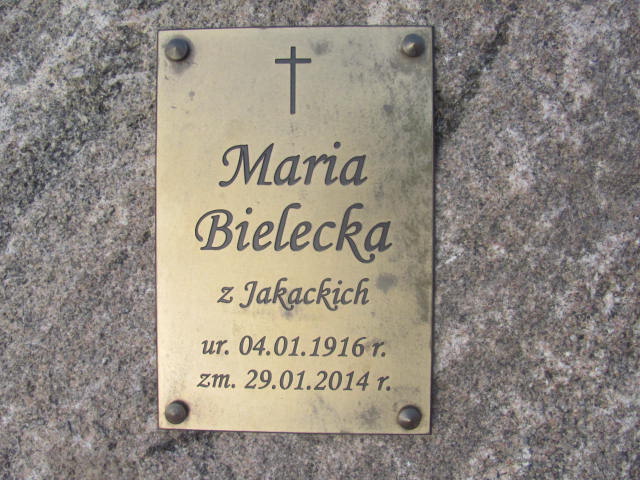 Maria
Bielecka
z Jakackich
ur. 04.01.1916 r.
zm. 29.01.2014 r.